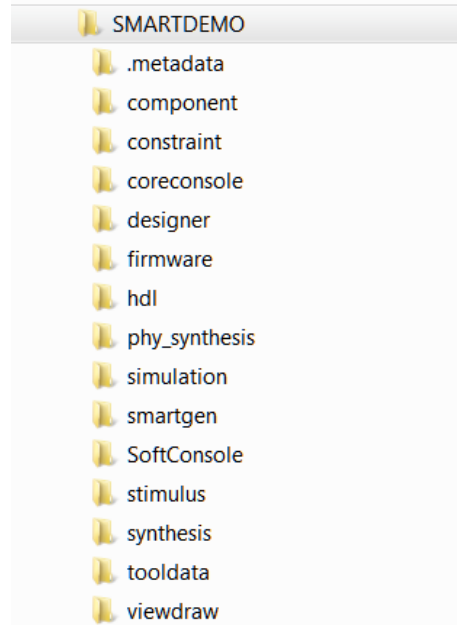 SMARTDEMO
.metadata
component
constraint
coreconsole
designer
firmware
hdl
phy_synthesis
simulation
smartgen
SoftConsole
stimulus
synthesis
tooldata
viewdraw